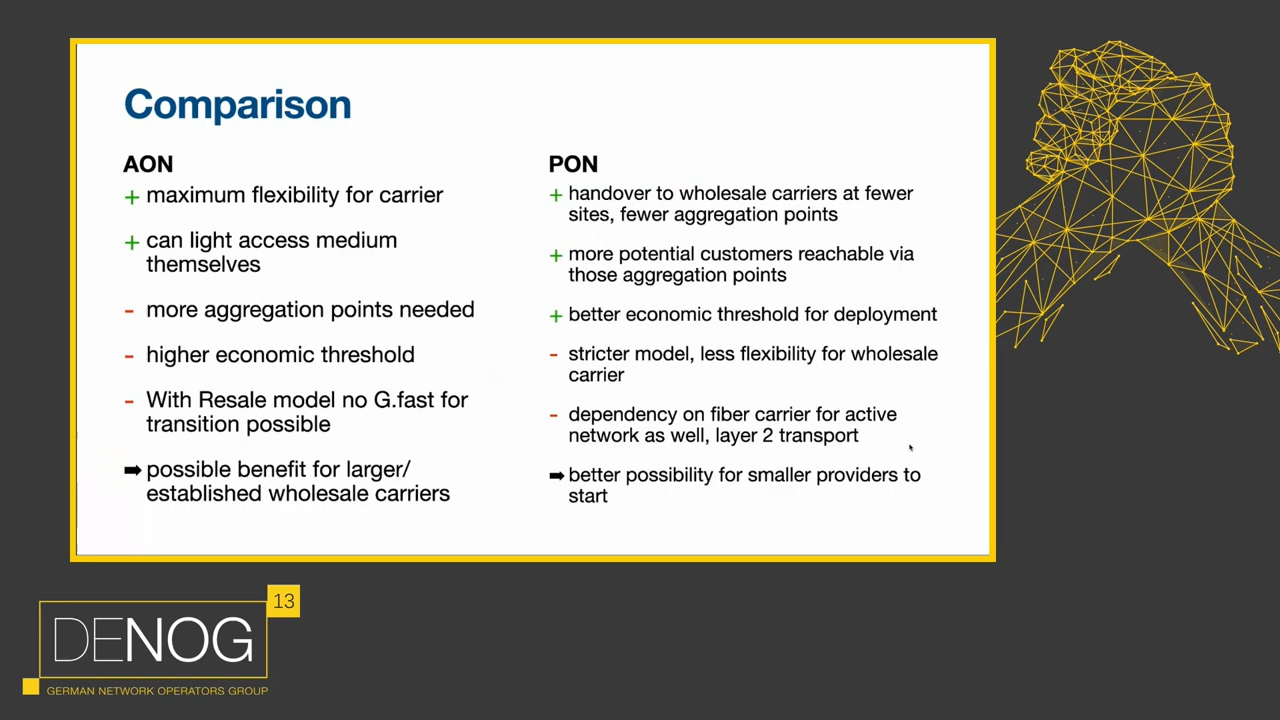 Comparison
AON
+ maximum flexibility for carrier
+ can light access medium
themselves
- more aggregation points needed
- higher economic threshold
- With Resale model no G.fast for
transition possible
➡ possible benefit for larger/
established wholesale carriers
PON
+ handover to wholesale carriers at fewer
sites, fewer aggregation points
+ more potential customers reachable via
those aggregation points
+ better economic threshold for deployment
- stricter model, less flexibility for wholesale
carrier
- dependency on fiber carrier for active
network as well, layer 2 transport
➡ better possibility for smaller providers to
start
13
DENOG
GERMAN NETWORK OPERATORS GROUP